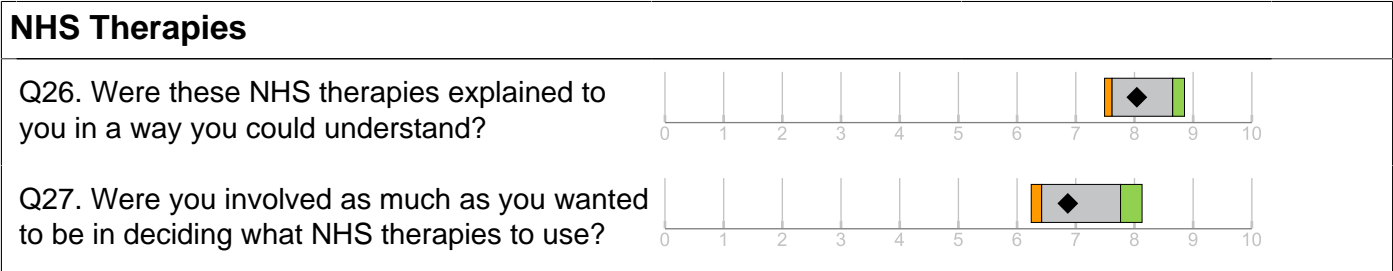 NHS Therapies
Q26. Were these NHS therapies explained to
you in a way you could understand?
0 1 2 3 4 5 6 7 8 9 10
Q27. Were you involved as much as you wanted
to be in deciding what NHS therapies to use?
0 1 2 3 4 5 6 7 8 9 10